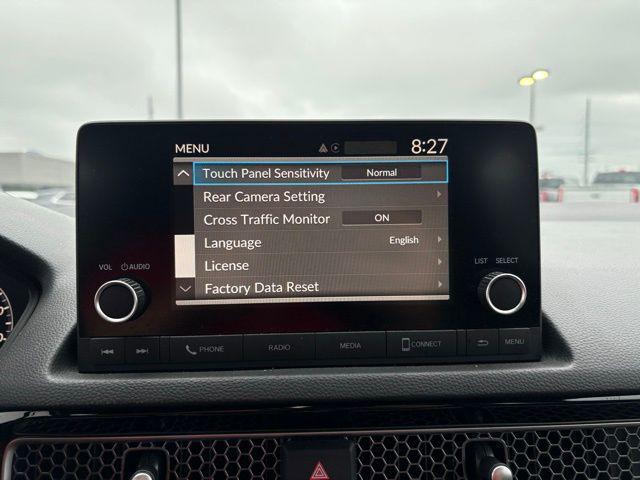 MENU 8:27
Touch Panel Sensitivity Normal
Rear Camera Setting
Cross Traffic Monitor ON
Language English
License
Factory Data Reset
VOL AUDIO
LIST SELECT
PHONE RADIO MEDIA CONNECT MENU